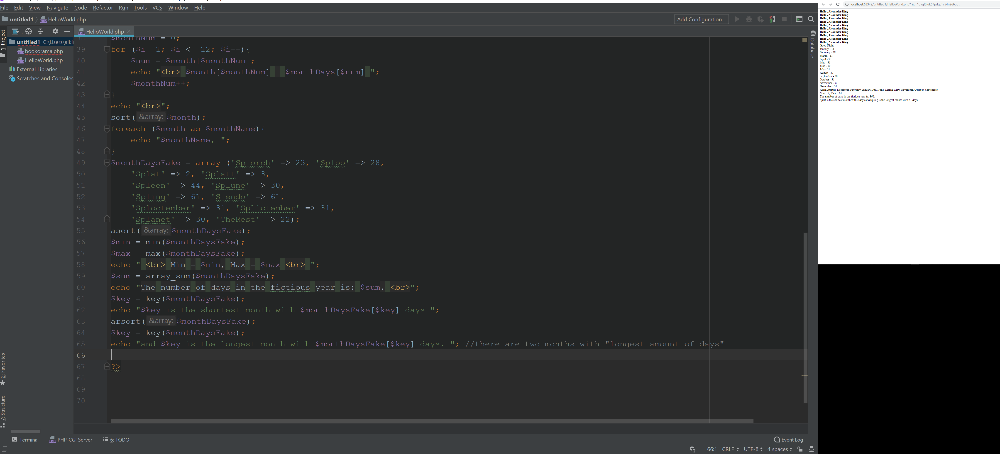 File Edit View Navigate Code Refactor Run Tools VCS Window Help
untitled1 HelloWorld.php
Add Configuration...
1: Project
untitled1 C:\Users\ajki
bookorama.php
HelloWorld.php
External Libraries
Scratches and Consoles
2: Favorites
7: Structure
HelloWorld.php
38 $monthNum = 0;
39 for ($i =1; $i <= 12; $i++){
40 $num = $month[$monthNum];
41 echo "<br> $month[$monthNum] - $monthDays[$num] ";
42 $monthNum++;
43 }
44 echo "<br>";
45 sort( &array: $month);
46 foreach ($month as $monthName){
47 echo "$monthName, ";
48 }
49 $monthDaysFake = array ('Splorch' => 23, 'Sploo' => 28,
50 'Splat' => 2, 'Splatt' => 3,
51 'Spleen' => 44, 'Splune' => 30,
52 'Spling' => 61, 'Slendo' => 61,
53 'Sploctember' => 31, 'Splictember' => 31,
54 'Splanet' => 30, 'TheRest' => 22);
55 asort( &array: $monthDaysFake);
56 $min = min($monthDaysFake);
57 $max = max($monthDaysFake);
58 echo " <br> Min = $min, Max = $max <br> ";
59 $sum = array_sum($monthDaysFake);
60 echo "The number of days in the fictious year is: $sum. <br>";
61 $key = key($monthDaysFake);
62 echo "$key is the shortest month with $monthDaysFake[$key] days ";
63 arsort( &array: $monthDaysFake);
64 $key = key($monthDaysFake);
65 echo "and $key is the longest month with $monthDaysFake[$key] days. "; //there are two months with "longest amount of days"
66
67 ?>
68
69
70
Database
Terminal PHP-CGI Server 6: TODO Event Log
66:1 CRLF UTF-8 4 spaces
localhost:63342/untitled1/HelloWorld.php?_ijt=1gvqf8juk67pdqc1v54n266uqt
Hello , Alexander King
Hello , Alexander King
Hello , Alexander King
Hello , Alexander King
Hello , Alexander King
Hello , Alexander King
Hello , Alexander King
Hello , Alexander King
Hello , Alexander King
Hello , Alexander King
Good Night
January - 31
February - 28
March - 31
April - 30
May - 31
June - 30
July - 31
August - 31
September - 30
October - 31
November - 30
December - 31
April, August, December, February, January, July, June, March, May, November, October, September,
Min = 2, Max = 61
The number of days in the fictious year is: 366.
Splat is the shortest month with 2 days and Spling is the longest month with 61 days.